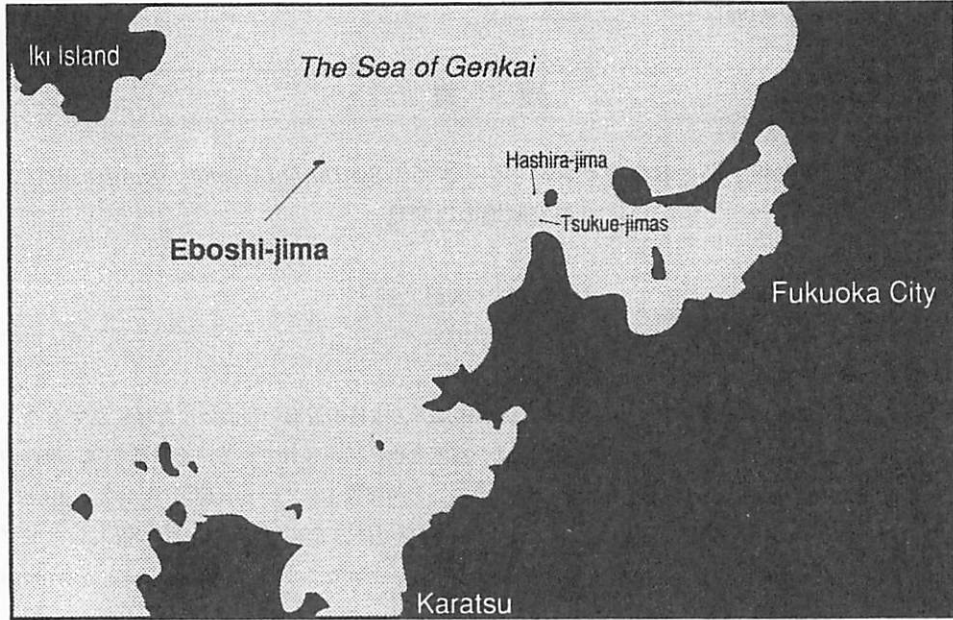 Iki Island
The Sea of Genkai
Hashira-jima
Tsukue-jimas
Eboshi-jima
Fukuoka City
Karatsu